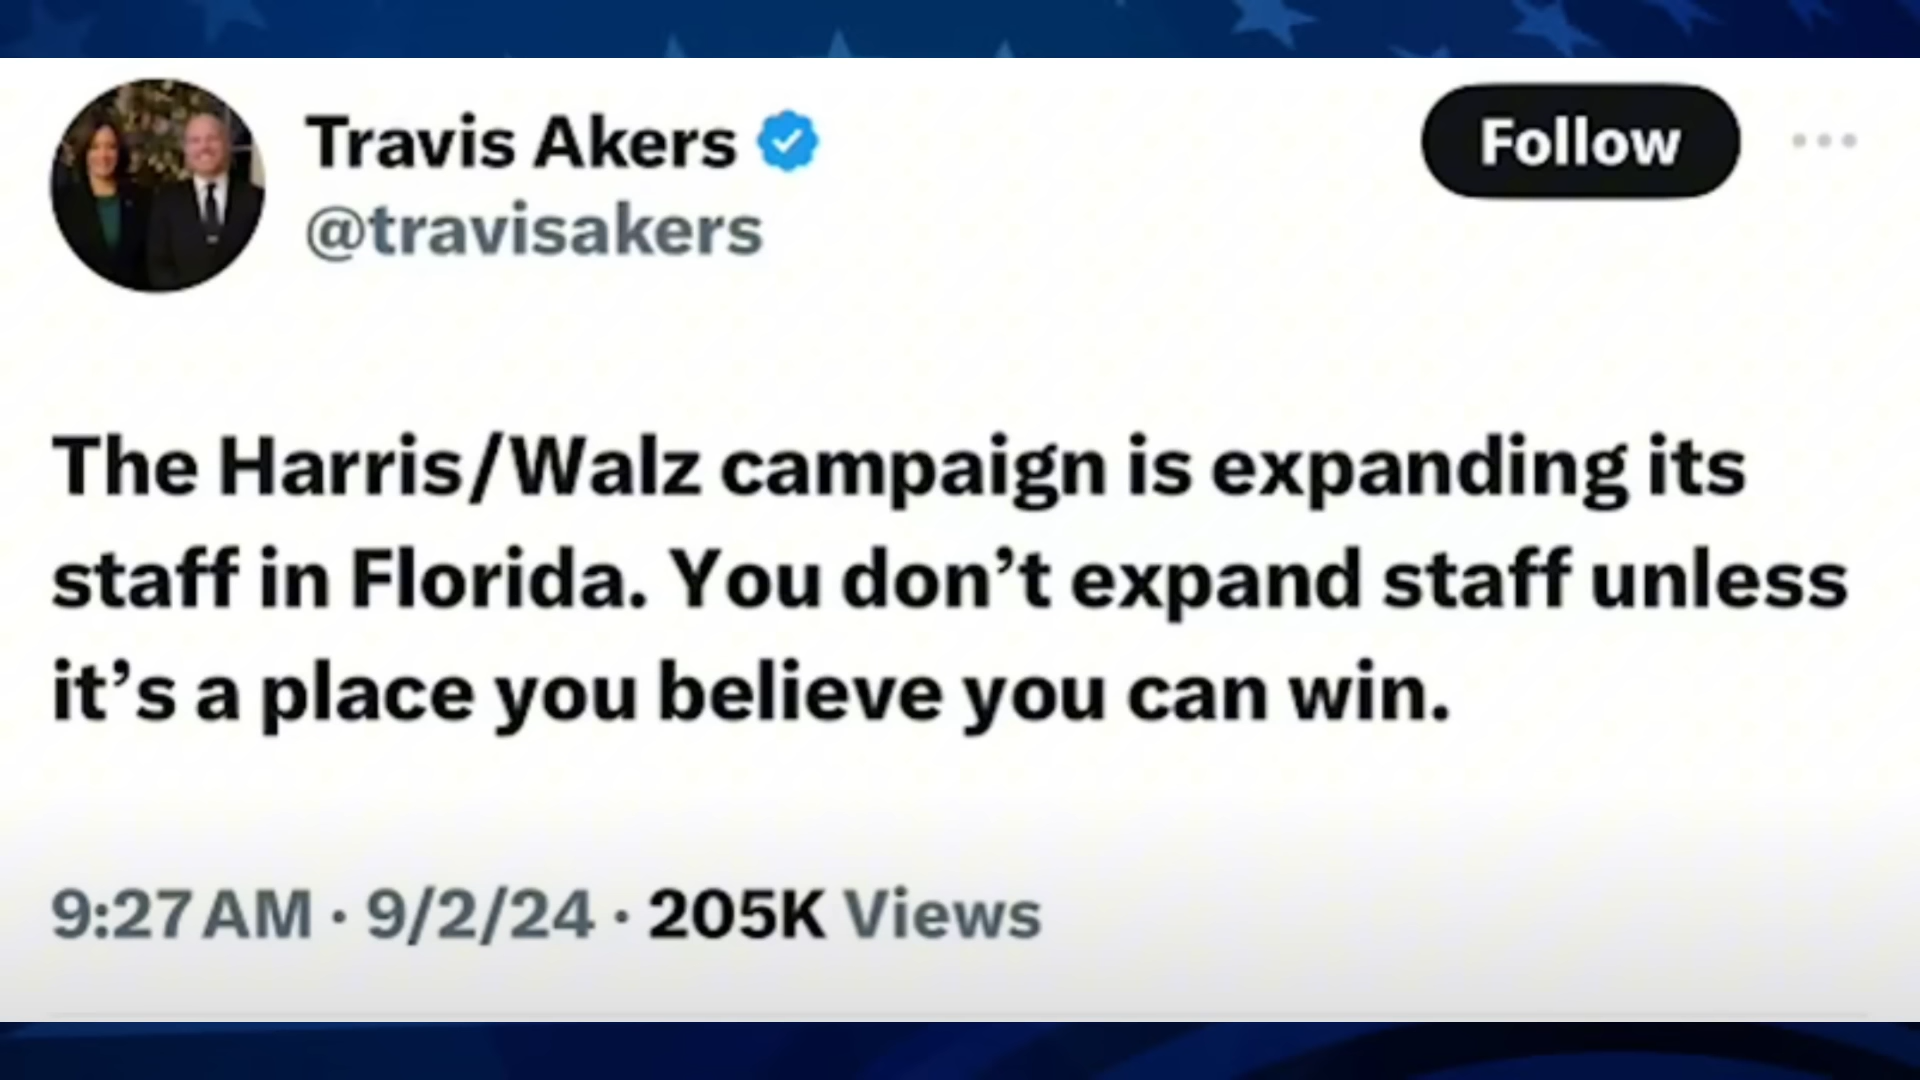 Travis Akers
Follow
@travisakers
The Harris/Walz campaign is expanding its
staff in Florida. You don’t expand staff unless
it’s a place you believe you can win.
9:27 AM · 9/2/24 · 205K Views